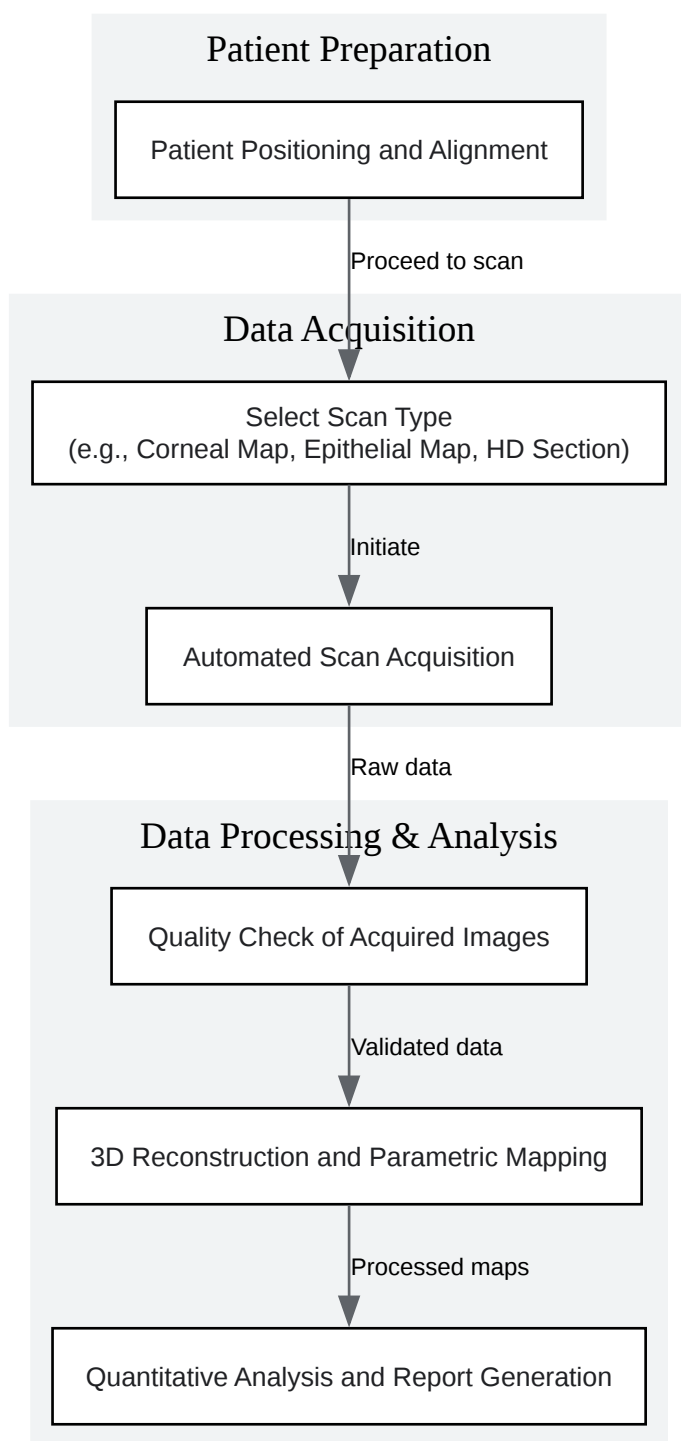 Patient Preparation
Patient Positioning and Alignment
Proceed to scan
Data Acquisition
Select Scan Type
(e.g., Corneal Map, Epithelial Map, HD Section)
Initiate
Automated Scan Acquisition
Raw data
Data Processing & Analysis
Quality Check of Acquired Images
Validated data
3D Reconstruction and Parametric Mapping
Processed maps
Quantitative Analysis and Report Generation